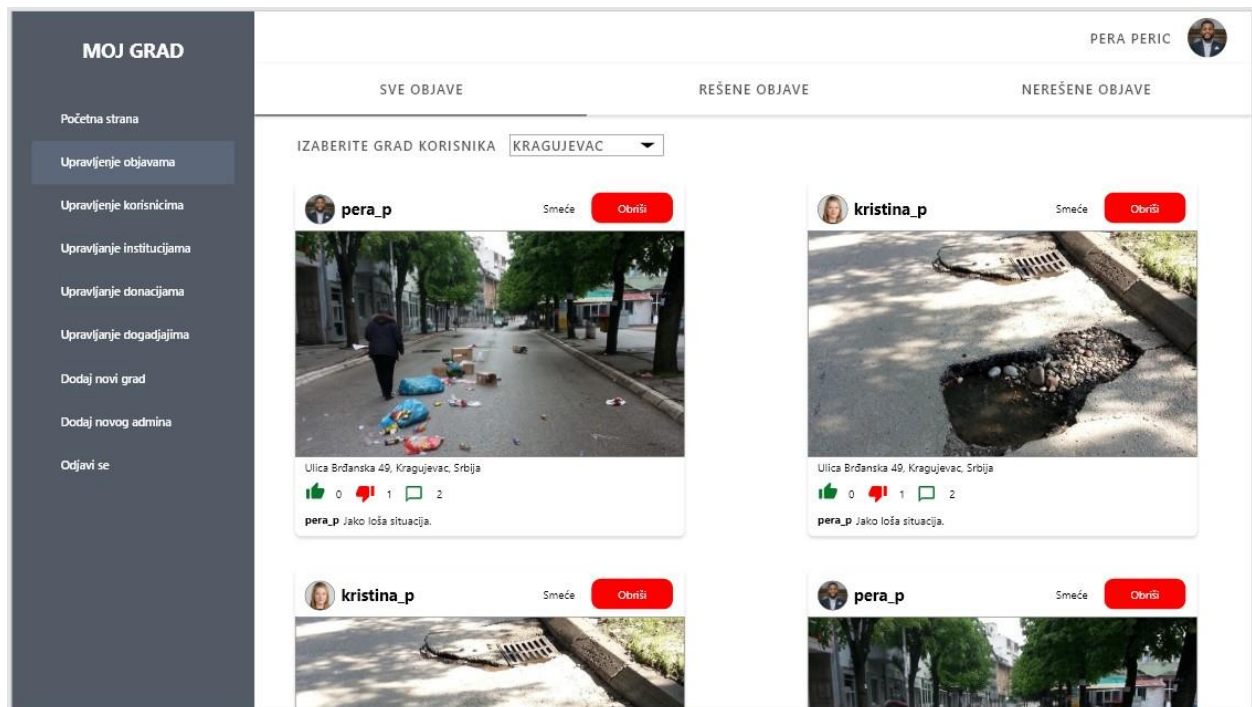 MOJ GRAD
Početna strana
Upravljenje objavama
Upravljenje korisnicima
Upravljanje institucijama
Upravljanje donacijama
Upravljanje dogadjajima
Dodaj novi grad
Dodaj novog admina
Odjavi se
PERA PERIC
SVE OBJAVE REŠENE OBJAVE NEREŠENE OBJAVE
IZABERITE GRAD KORISNIKA KRAGUJEVAC
pera_p Smeće Obriši
Ulica Brđanska 49, Kragujevac, Srbija
0 1 2
pera_p Jako loša situacija.
kristina_p Smeće Obriši
Ulica Brđanska 49, Kragujevac, Srbija
0 1 2
pera_p Jako loša situacija.
kristina_p Smeće Obriši
pera_p Smeće Obriši